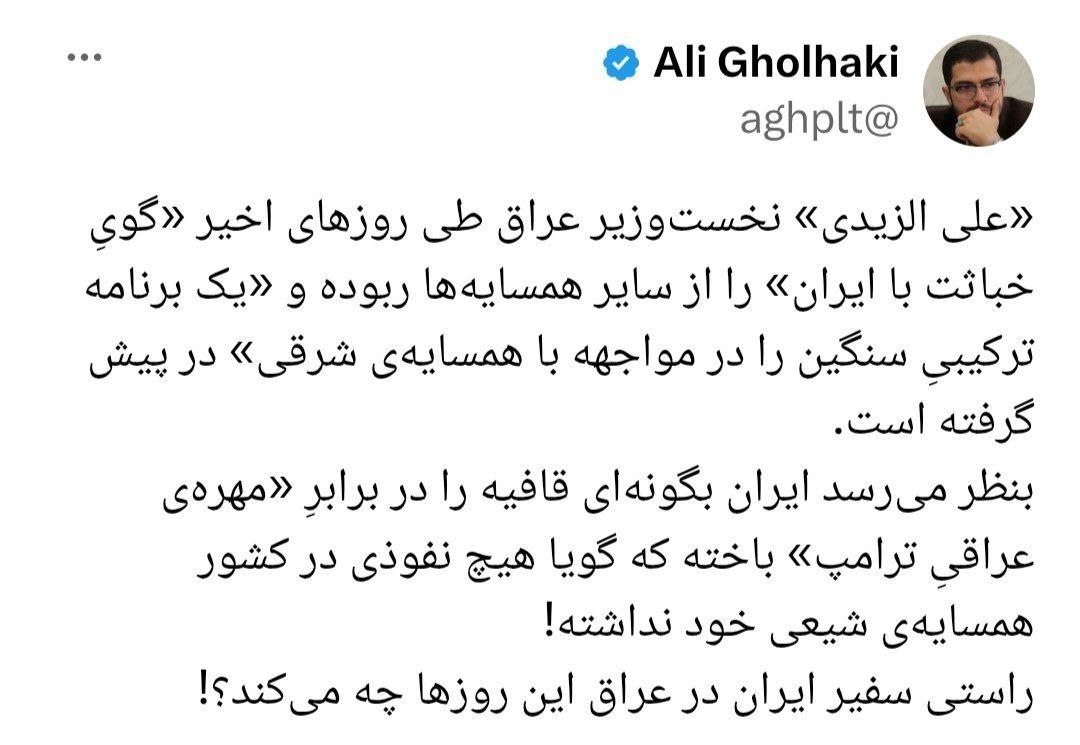 Ali Gholhaki
@aghplt
«علی الزیدی» نخست‌وزیر عراق طی روزهای اخیر «گویِ
خباثت با ایران» را از سایر همسایه‌ها ربوده و «یک برنامه
ترکیبیِ سنگین را در مواجهه با همسایه‌ی شرقی» در پیش
گرفته است.
بنظر می‌رسد ایران بگونه‌ای قافیه را در برابرِ «مهره‌ی
عراقیِ ترامپ» باخته که گویا هیچ نفوذی در کشور
همسایه‌ی شیعی خود نداشته!
راستی سفیر ایران در عراق این روزها چه می‌کند؟!